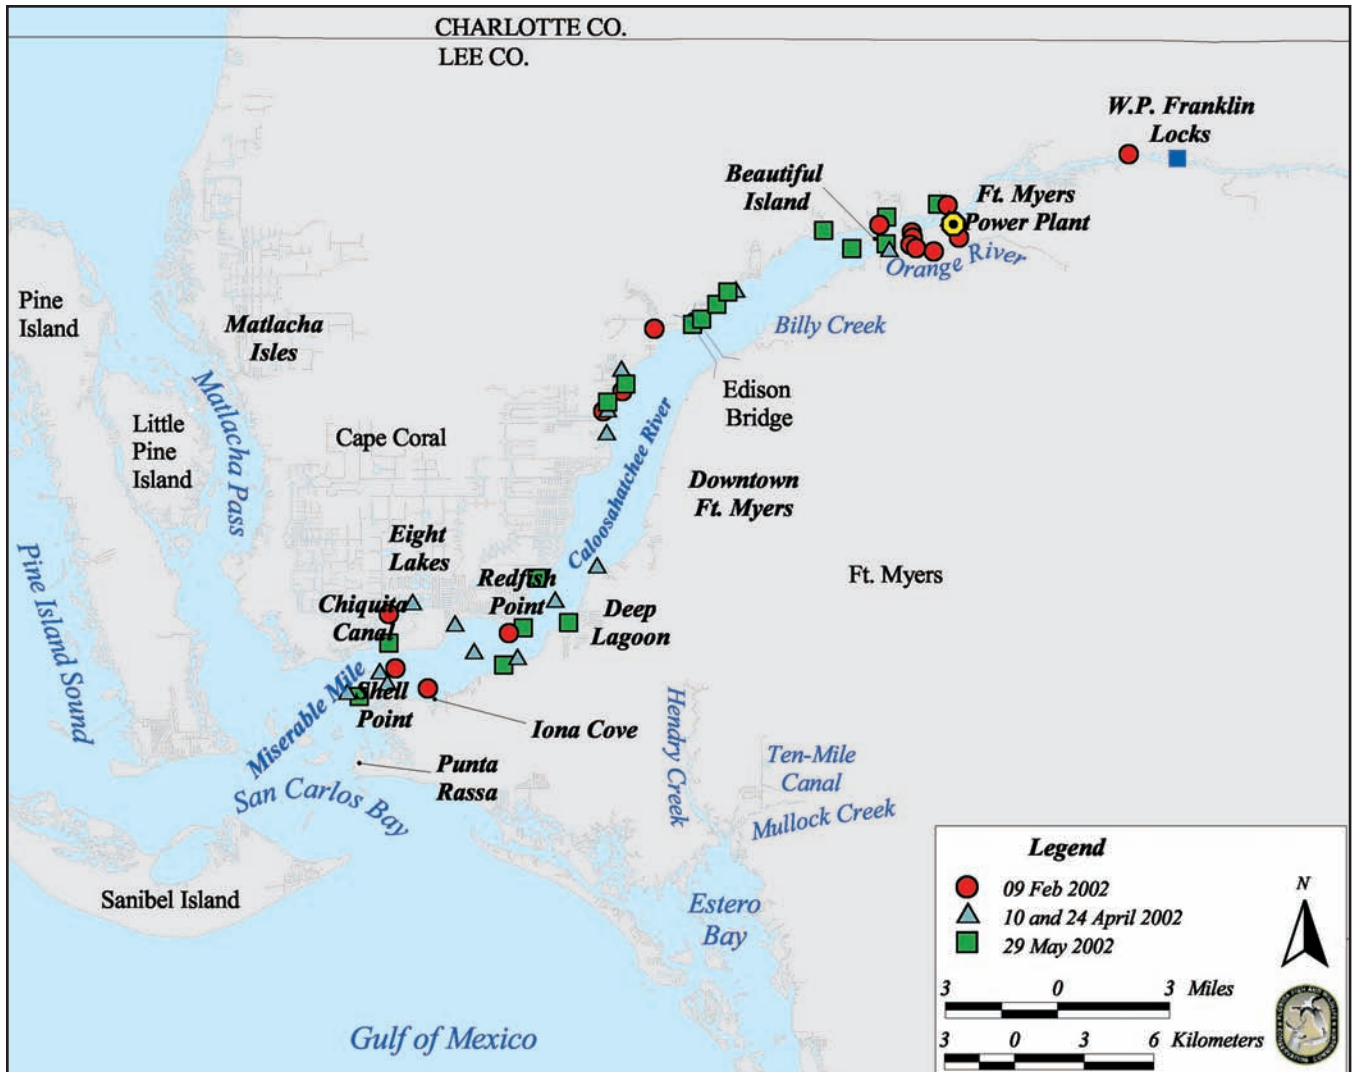 CHARLOTTE CO.
LEE CO.
W.P. Franklin
Locks
Beautiful
Island
Ft. Myers
Power Plant
Orange River
Pine
Island
Matlacha
Isles
Billy Creek
Matlacha Pass
Edison
Bridge
Little
Pine
Island
Cape Coral
Caloosahatchee River
Downtown
Ft. Myers
Eight
Lakes
Pine Island Sound
Redfish
Point
Ft. Myers
Chiquita
Canal
Deep
Lagoon
Miserable Mile
Shell
Point
Iona Cove
Hendry Creek
Punta
Rassa
San Carlos Bay
Ten-Mile
Canal
Mullock Creek
Sanibel Island
Estero
Bay
Gulf of Mexico
Legend
09 Feb 2002
10 and 24 April 2002
29 May 2002
N
3 0 3 Miles
3 0 3 6 Kilometers